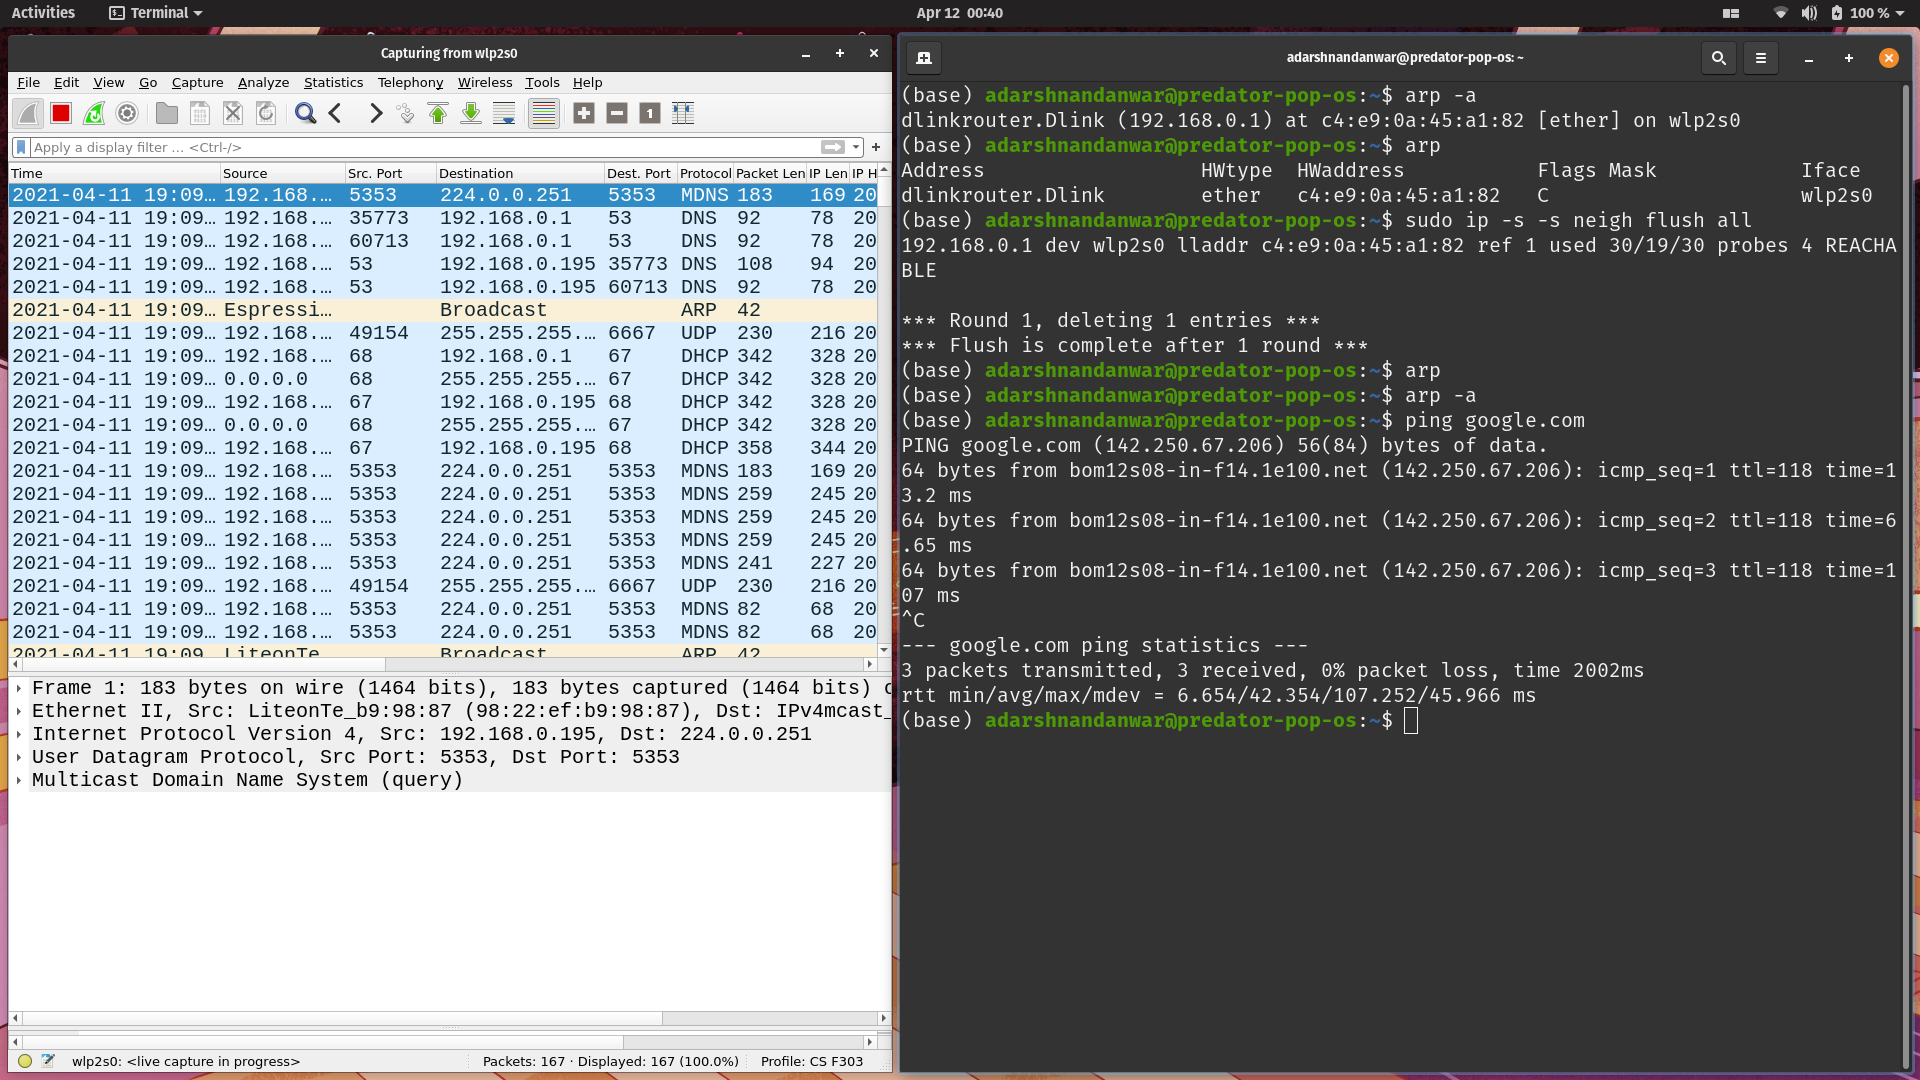 Activities Terminal Apr 12 00:40 100 %
Capturing from wlp2s0
File Edit View Go Capture Analyze Statistics Telephony Wireless Tools Help
Apply a display filter … <Ctrl-/>
Time Source Src. Port Destination Dest. Port Protocol Packet Len IP Len IP H
2021-04-11 19:09… 192.168.… 5353 224.0.0.251 5353 MDNS 183 169 20
2021-04-11 19:09… 192.168.… 35773 192.168.0.1 53 DNS 92 78 20
2021-04-11 19:09… 192.168.… 60713 192.168.0.1 53 DNS 92 78 20
2021-04-11 19:09… 192.168.… 53 192.168.0.195 35773 DNS 108 94 20
2021-04-11 19:09… 192.168.… 53 192.168.0.195 60713 DNS 92 78 20
2021-04-11 19:09… Espressi… Broadcast ARP 42
2021-04-11 19:09… 192.168.… 49154 255.255.255.… 6667 UDP 230 216 20
2021-04-11 19:09… 192.168.… 68 192.168.0.1 67 DHCP 342 328 20
2021-04-11 19:09… 0.0.0.0 68 255.255.255.… 67 DHCP 342 328 20
2021-04-11 19:09… 192.168.… 67 192.168.0.195 68 DHCP 342 328 20
2021-04-11 19:09… 0.0.0.0 68 255.255.255.… 67 DHCP 342 328 20
2021-04-11 19:09… 192.168.… 67 192.168.0.195 68 DHCP 358 344 20
2021-04-11 19:09… 192.168.… 5353 224.0.0.251 5353 MDNS 183 169 20
2021-04-11 19:09… 192.168.… 5353 224.0.0.251 5353 MDNS 259 245 20
2021-04-11 19:09… 192.168.… 5353 224.0.0.251 5353 MDNS 259 245 20
2021-04-11 19:09… 192.168.… 5353 224.0.0.251 5353 MDNS 259 245 20
2021-04-11 19:09… 192.168.… 5353 224.0.0.251 5353 MDNS 241 227 20
2021-04-11 19:09… 192.168.… 49154 255.255.255.… 6667 UDP 230 216 20
2021-04-11 19:09… 192.168.… 5353 224.0.0.251 5353 MDNS 82 68 20
2021-04-11 19:09… 192.168.… 5353 224.0.0.251 5353 MDNS 82 68 20
2021-04-11 19:09… LiteonTe… Broadcast ARP 42
Frame 1: 183 bytes on wire (1464 bits), 183 bytes captured (1464 bits) o
Ethernet II, Src: LiteonTe_b9:98:87 (98:22:ef:b9:98:87), Dst: IPv4mcast_
Internet Protocol Version 4, Src: 192.168.0.195, Dst: 224.0.0.251
User Datagram Protocol, Src Port: 5353, Dst Port: 5353
Multicast Domain Name System (query)
wlp2s0: <live capture in progress> Packets: 167 · Displayed: 167 (100.0%) Profile: CS F303
adarshnandanwar@predator-pop-os: ~
(base) adarshnandanwar@predator-pop-os:~$ arp -a
dlinkrouter.Dlink (192.168.0.1) at c4:e9:0a:45:a1:82 [ether] on wlp2s0
(base) adarshnandanwar@predator-pop-os:~$ arp
Address HWtype HWaddress Flags Mask Iface
dlinkrouter.Dlink ether c4:e9:0a:45:a1:82 C wlp2s0
(base) adarshnandanwar@predator-pop-os:~$ sudo ip -s -s neigh flush all
192.168.0.1 dev wlp2s0 lladdr c4:e9:0a:45:a1:82 ref 1 used 30/19/30 probes 4 REACHA
BLE
*** Round 1, deleting 1 entries ***
*** Flush is complete after 1 round ***
(base) adarshnandanwar@predator-pop-os:~$ arp
(base) adarshnandanwar@predator-pop-os:~$ arp -a
(base) adarshnandanwar@predator-pop-os:~$ ping google.com
PING google.com (142.250.67.206) 56(84) bytes of data.
64 bytes from bom12s08-in-f14.1e100.net (142.250.67.206): icmp_seq=1 ttl=118 time=1
3.2 ms
64 bytes from bom12s08-in-f14.1e100.net (142.250.67.206): icmp_seq=2 ttl=118 time=6
.65 ms
64 bytes from bom12s08-in-f14.1e100.net (142.250.67.206): icmp_seq=3 ttl=118 time=1
07 ms
^C
--- google.com ping statistics ---
3 packets transmitted, 3 received, 0% packet loss, time 2002ms
rtt min/avg/max/mdev = 6.654/42.354/107.252/45.966 ms
(base) adarshnandanwar@predator-pop-os:~$